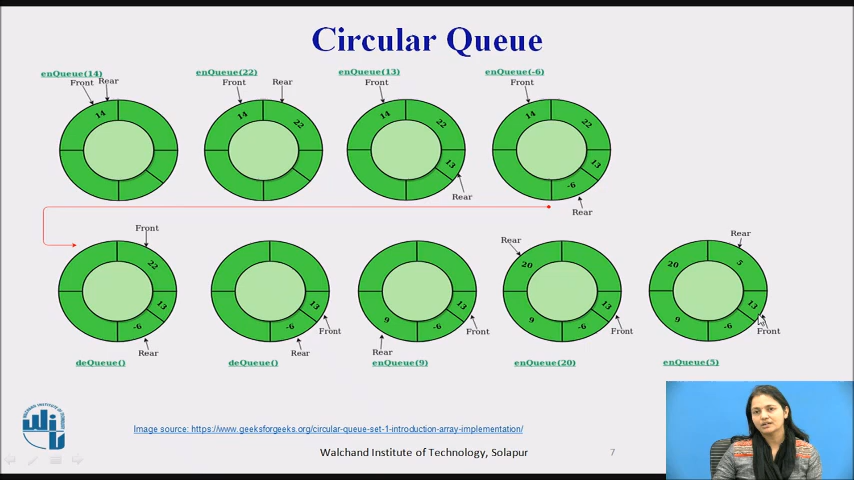 Circular Queue
enQueue(14)
Front Rear
14
enQueue(22)
Front Rear
14 22
enQueue(13)
Front
14 22
13
Rear
enQueue(-6)
Front
14 22
13
-6
Rear
Front
22
13
-6
Rear
deQueue()
13
-6
Front
Rear
deQueue()
13
9 -6
Front
Rear
enQueue(9)
Rear
20
13
9 -6
Front
enQueue(20)
Rear
20 5
13
9 -6
Front
enQueue(5)
Image source: https://www.geeksforgeeks.org/circular-queue-set-1-introduction-array-implementation/
Walchand Institute of Technology, Solapur
7